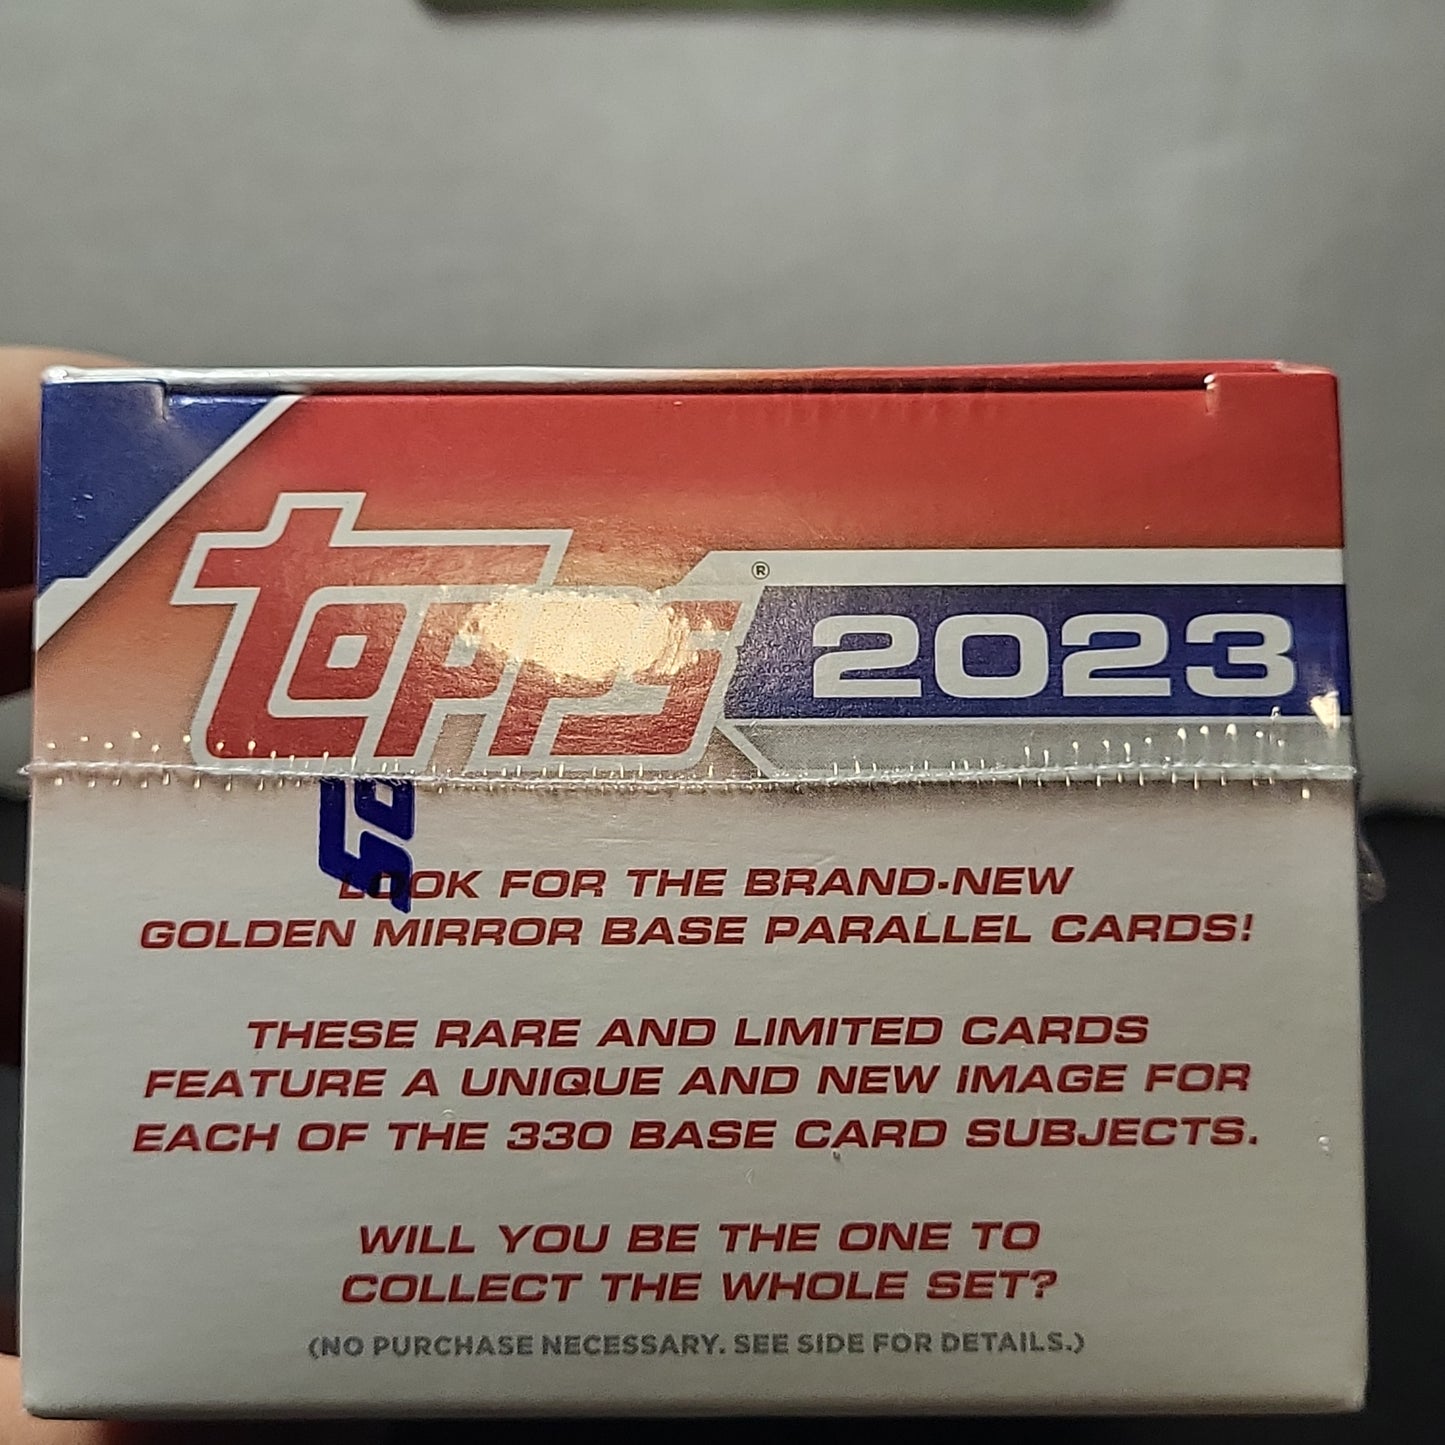 topps® 2023
LOOK FOR THE BRAND-NEW
GOLDEN MIRROR BASE PARALLEL CARDS!
THESE RARE AND LIMITED CARDS
FEATURE A UNIQUE AND NEW IMAGE FOR
EACH OF THE 330 BASE CARD SUBJECTS.
WILL YOU BE THE ONE TO
COLLECT THE WHOLE SET?
(NO PURCHASE NECESSARY. SEE SIDE FOR DETAILS.)